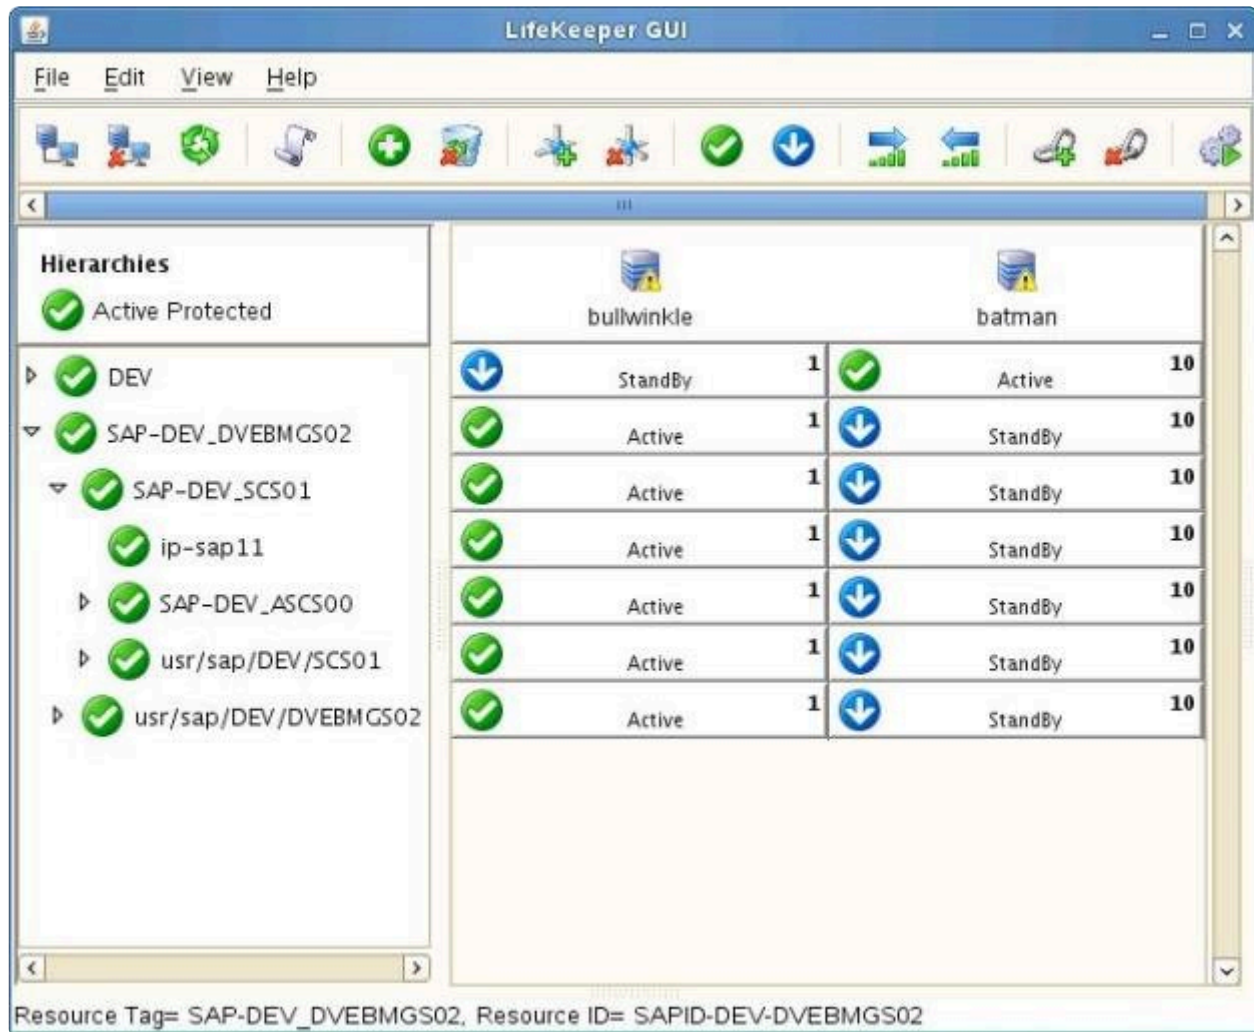 LifeKeeper GUI
File Edit View Help
Hierarchies
Active Protected
bullwinkle batman
DEV StandBy 1 Active 10
SAP-DEV_DVEBMGS02 Active 1 StandBy 10
SAP-DEV_SCS01 Active 1 StandBy 10
ip-sap11 Active 1 StandBy 10
SAP-DEV_ASCS00 Active 1 StandBy 10
usr/sap/DEV/SCS01 Active 1 StandBy 10
usr/sap/DEV/DVEBMGS02 Active 1 StandBy 10
Resource Tag= SAP-DEV_DVEBMGS02, Resource ID= SAPID-DEV-DVEBMGS02